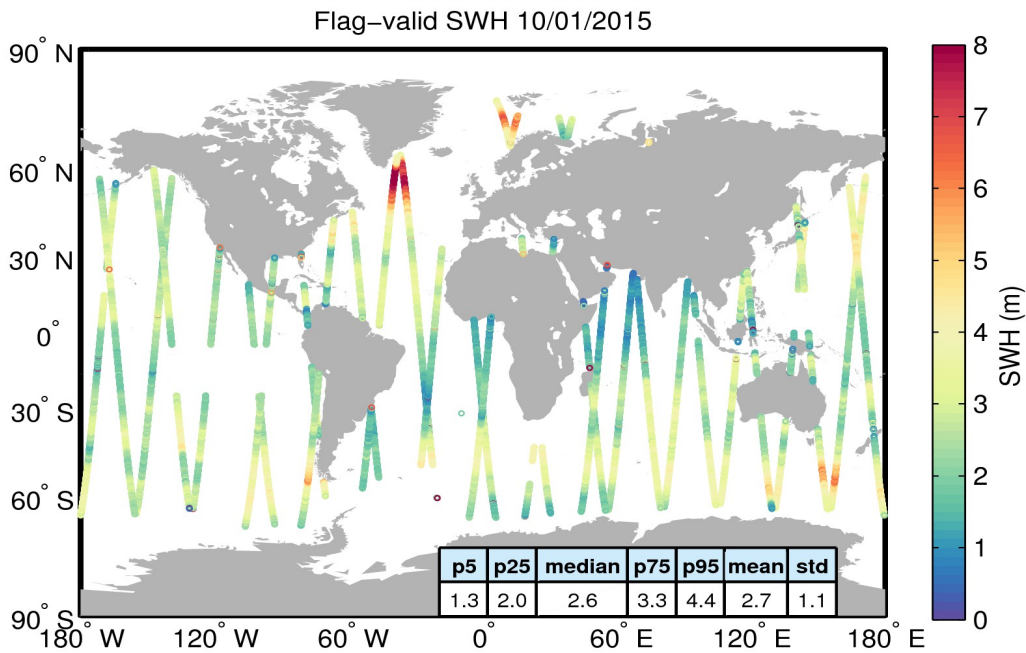 Flag−valid SWH 10/01/2015
90° N
60° N
30° N
0°
30° S
60° S
90° S
180° W
120° W
60° W
0°
60° E
120° E
180° E
p5 p25 median p75 p95 mean std
1.3 2.0 2.6 3.3 4.4 2.7 1.1
8
7
6
5
4
3
2
1
0
SWH (m)